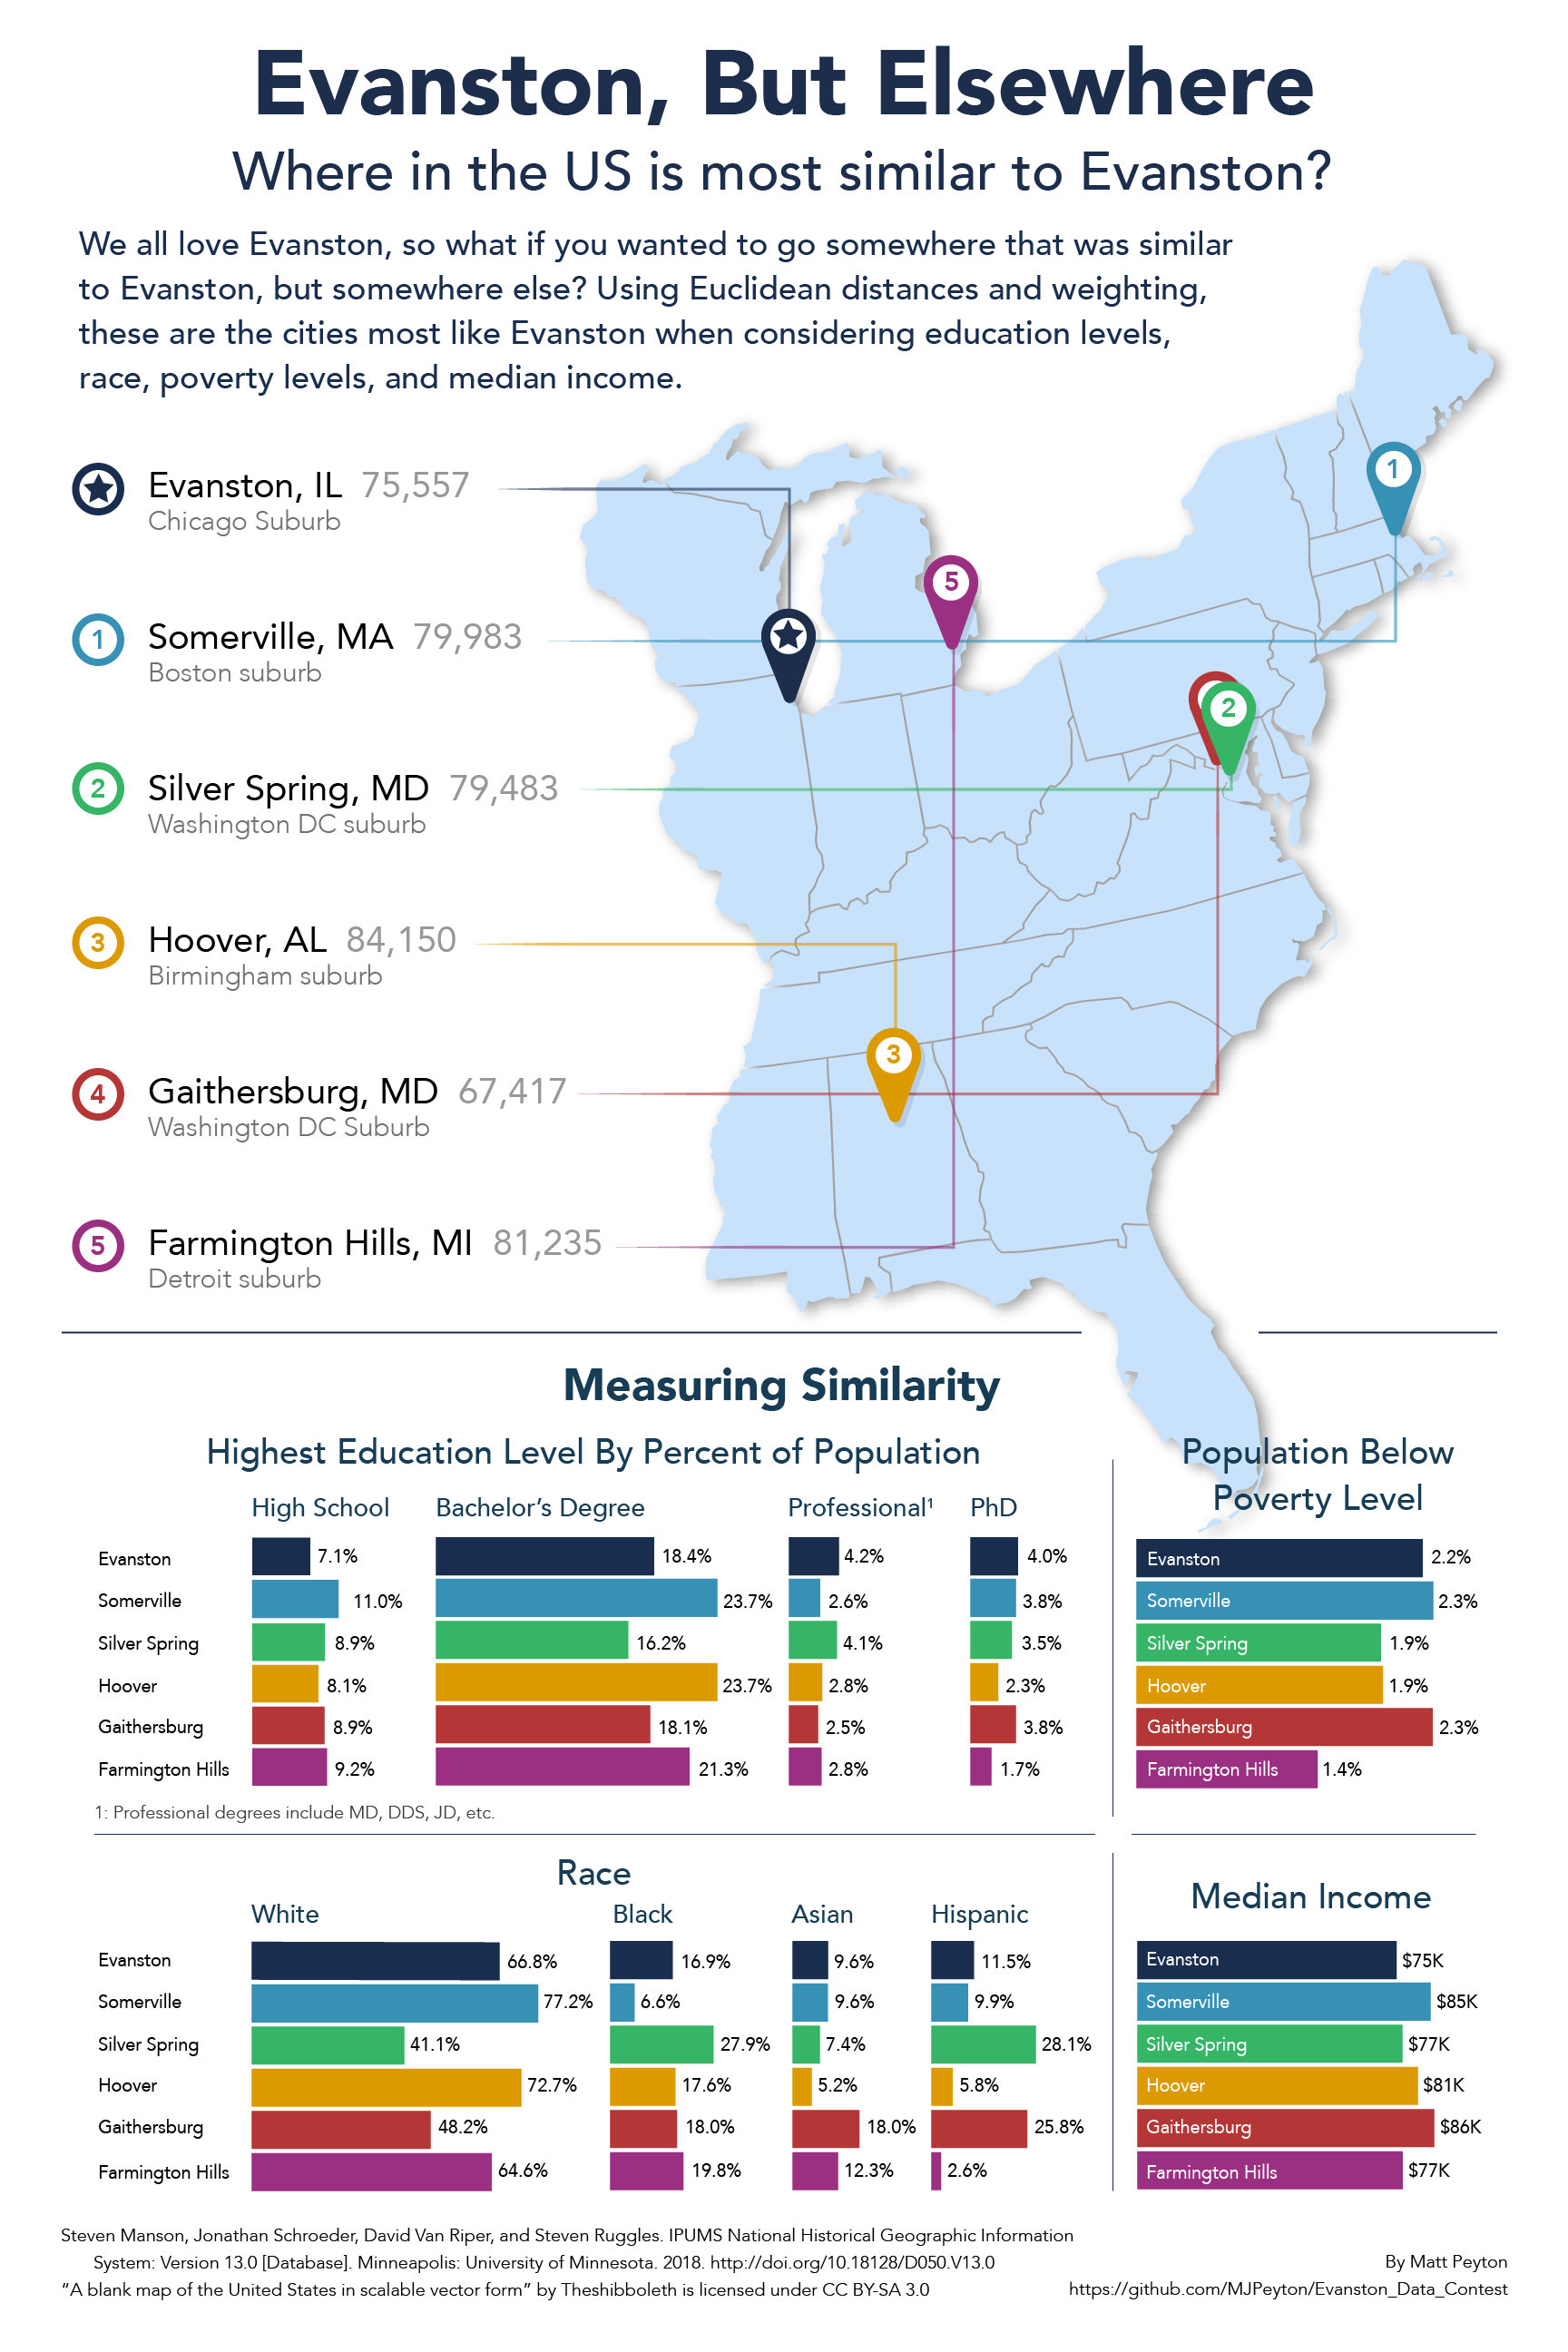 Evanston, But Elsewhere
Where in the US is most similar to Evanston?
We all love Evanston, so what if you wanted to go somewhere that was similar
to Evanston, but somewhere else? Using Euclidean distances and weighting,
these are the cities most like Evanston when considering education levels,
race, poverty levels, and median income.
Evanston, IL 75,557
Chicago Suburb
1 Somerville, MA 79,983
Boston suburb
2 Silver Spring, MD 79,483
Washington DC suburb
3 Hoover, AL 84,150
Birmingham suburb
4 Gaithersburg, MD 67,417
Washington DC Suburb
5 Farmington Hills, MI 81,235
Detroit suburb
1
5
2
3
Measuring Similarity
Highest Education Level By Percent of Population
High School Bachelor's Degree Professional¹ PhD
Evanston 7.1% 18.4% 4.2% 4.0%
Somerville 11.0% 23.7% 2.6% 3.8%
Silver Spring 8.9% 16.2% 4.1% 3.5%
Hoover 8.1% 23.7% 2.8% 2.3%
Gaithersburg 8.9% 18.1% 2.5% 3.8%
Farmington Hills 9.2% 21.3% 2.8% 1.7%
1: Professional degrees include MD, DDS, JD, etc.
Population Below
Poverty Level
Evanston 2.2%
Somerville 2.3%
Silver Spring 1.9%
Hoover 1.9%
Gaithersburg 2.3%
Farmington Hills 1.4%
Race
White Black Asian Hispanic
Evanston 66.8% 16.9% 9.6% 11.5%
Somerville 77.2% 6.6% 9.6% 9.9%
Silver Spring 41.1% 27.9% 7.4% 28.1%
Hoover 72.7% 17.6% 5.2% 5.8%
Gaithersburg 48.2% 18.0% 18.0% 25.8%
Farmington Hills 64.6% 19.8% 12.3% 2.6%
Median Income
Evanston $75K
Somerville $85K
Silver Spring $77K
Hoover $81K
Gaithersburg $86K
Farmington Hills $77K
Steven Manson, Jonathan Schroeder, David Van Riper, and Steven Ruggles. IPUMS National Historical Geographic Information
System: Version 13.0 [Database]. Minneapolis: University of Minnesota. 2018. http://doi.org/10.18128/D050.V13.0
“A blank map of the United States in scalable vector form” by Theshibboleth is licensed under CC BY-SA 3.0
By Matt Peyton
https://github.com/MJPeyton/Evanston_Data_Contest